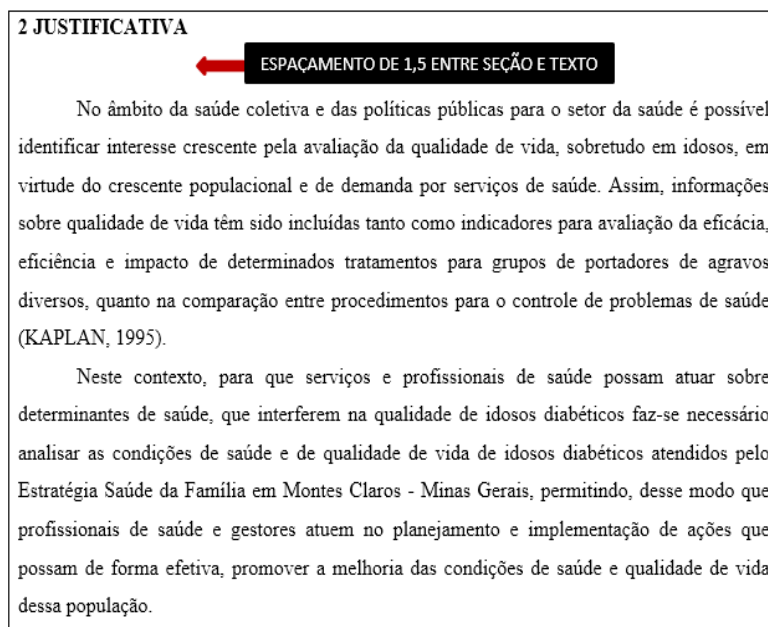 2 JUSTIFICATIVA
ESPAÇAMENTO DE 1,5 ENTRE SEÇÃO E TEXTO
No âmbito da saúde coletiva e das políticas públicas para o setor da saúde é possível
identificar interesse crescente pela avaliação da qualidade de vida, sobretudo em idosos, em
virtude do crescente populacional e de demanda por serviços de saúde. Assim, informações
sobre qualidade de vida têm sido incluídas tanto como indicadores para avaliação da eficácia,
eficiência e impacto de determinados tratamentos para grupos de portadores de agravos
diversos, quanto na comparação entre procedimentos para o controle de problemas de saúde
(KAPLAN, 1995).
Neste contexto, para que serviços e profissionais de saúde possam atuar sobre
determinantes de saúde, que interferem na qualidade de idosos diabéticos faz-se necessário
analisar as condições de saúde e de qualidade de vida de idosos diabéticos atendidos pelo
Estratégia Saúde da Família em Montes Claros - Minas Gerais, permitindo, desse modo que
profissionais de saúde e gestores atuem no planejamento e implementação de ações que
possam de forma efetiva, promover a melhoria das condições de saúde e qualidade de vida
dessa população.